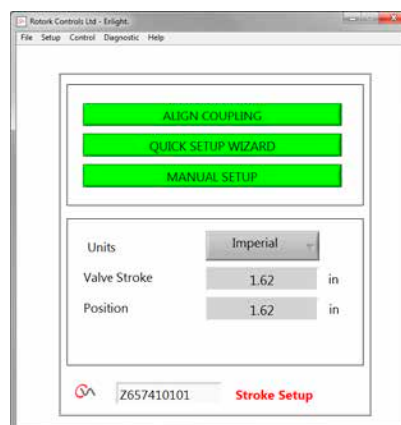 Rotork Controls Ltd - Enlight.
File Setup Control Diagnostic Help
ALIGN COUPLING
QUICK SETUP WIZARD
MANUAL SETUP
Units Imperial
Valve Stroke 1.62 in
Position 1.62 in
Z657410101 Stroke Setup